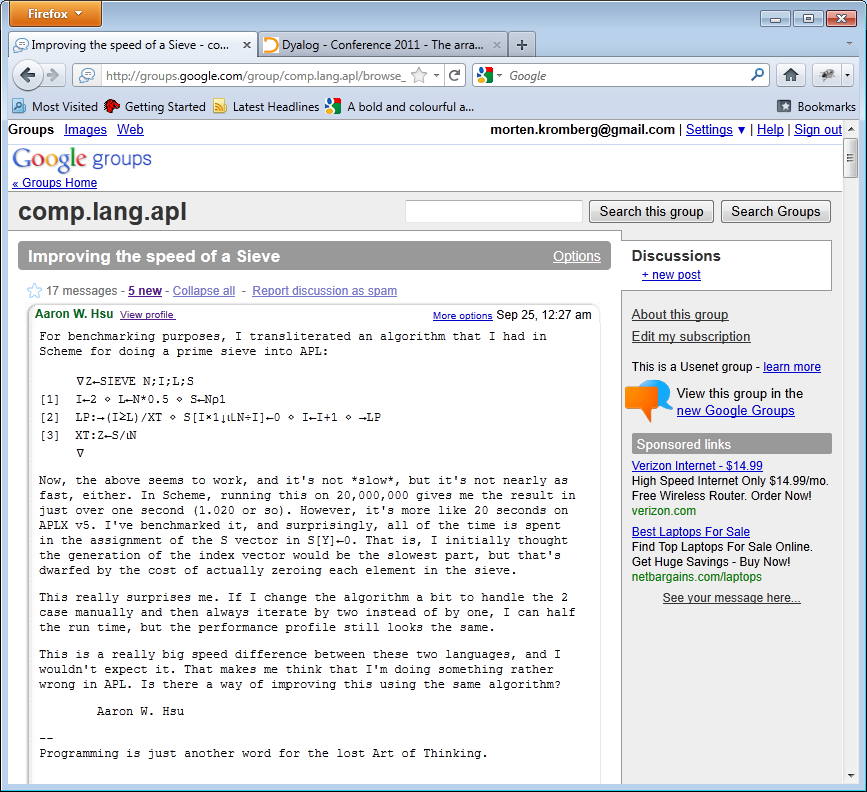 Firefox
Improving the speed of a Sieve - co...
Dyalog - Conference 2011 - The arra...
http://groups.google.com/group/comp.lang.apl/browse_
Google
Most Visited
Getting Started
Latest Headlines
A bold and colourful a...
Bookmarks
Groups Images Web
morten.kromberg@gmail.com | Settings ▼ | Help | Sign out
Google groups
« Groups Home
comp.lang.apl
Search this group
Search Groups
Improving the speed of a Sieve
Options
17 messages - 5 new - Collapse all - Report discussion as spam
Aaron W. Hsu View profile
More options Sep 25, 12:27 am
For benchmarking purposes, I transliterated an algorithm that I had in
Scheme for doing a prime sieve into APL:
∇Z←SIEVE N;I;L;S
[1] I←2 ⋄ L←N*0.5 ⋄ S←N⍴1
[2] LP:→(I≥L)/XT ⋄ S[I×1↓⍳⌊N÷I]←0 ⋄ I←I+1 ⋄ →LP
[3] XT:Z←S/⍳N
∇
Now, the above seems to work, and it's not *slow*, but it's not nearly as
fast, either. In Scheme, running this on 20,000,000 gives me the result in
just over one second (1.020 or so). However, it's more like 20 seconds on
APLX v5. I've benchmarked it, and surprisingly, all of the time is spent
in the assignment of the S vector in S[Y]←0. That is, I initially thought
the generation of the index vector would be the slowest part, but that's
dwarfed by the cost of actually zeroing each element in the sieve.
This really surprises me. If I change the algorithm a bit to handle the 2
case manually and then always iterate by two instead of by one, I can half
the run time, but the performance profile still looks the same.
This is a really big speed difference between these two languages, and I
wouldn't expect it. That makes me think that I'm doing something rather
wrong in APL. Is there a way of improving this using the same algorithm?
Aaron W. Hsu
--
Programming is just another word for the lost Art of Thinking.
Discussions
+ new post
About this group
Edit my subscription
This is a Usenet group - learn more
View this group in the
new Google Groups
Sponsored links
Verizon Internet - $14.99
High Speed Internet Only $14.99/mo.
Free Wireless Router. Order Now!
verizon.com
Best Laptops For Sale
Find Top Laptops For Sale Online.
Get Huge Savings - Buy Now!
netbargains.com/laptops
See your message here...